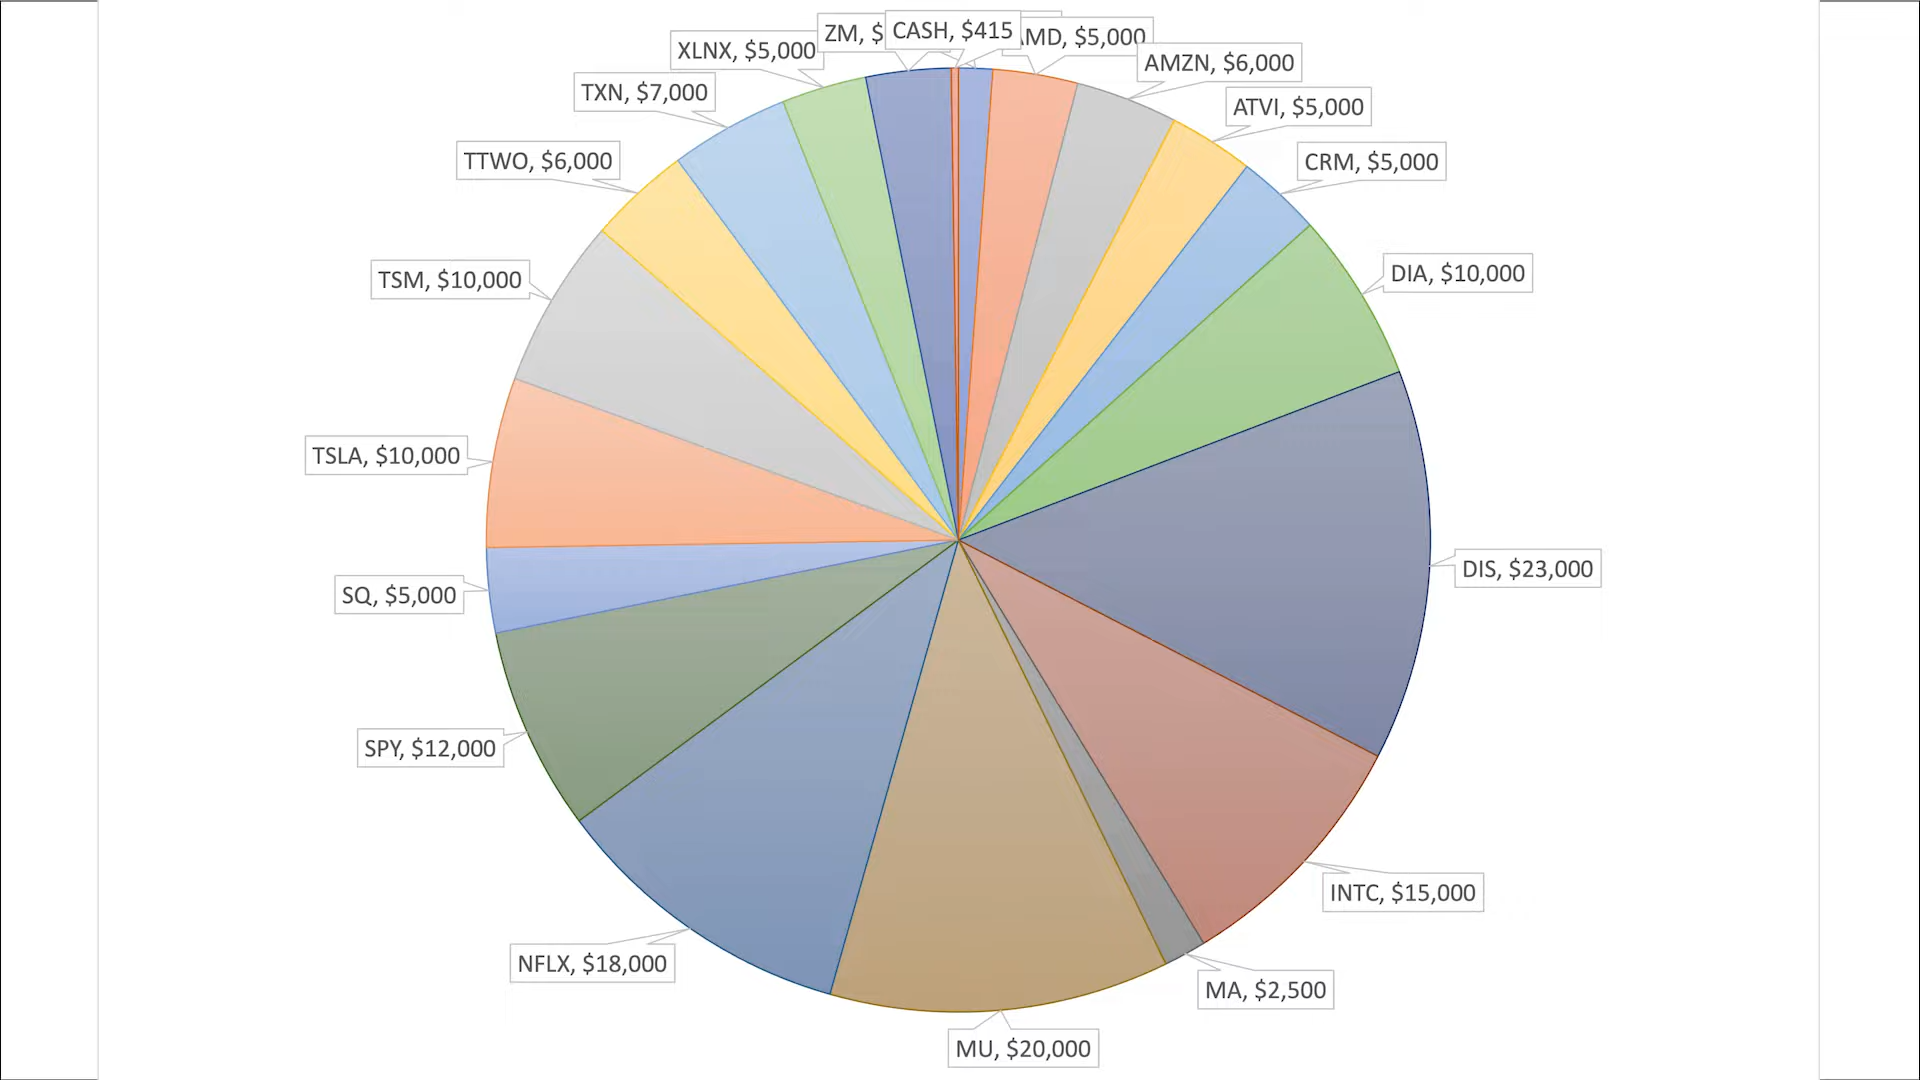 CASH, $415
MD, $5,000
AMZN, $6,000
ATVI, $5,000
CRM, $5,000
DIA, $10,000
DIS, $23,000
INTC, $15,000
MA, $2,500
MU, $20,000
NFLX, $18,000
SPY, $12,000
SQ, $5,000
TSLA, $10,000
TSM, $10,000
TTWO, $6,000
TXN, $7,000
XLNX, $5,000
ZM, $